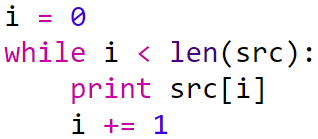 i = 0
while i < len(src):
    print src[i]
    i += 1